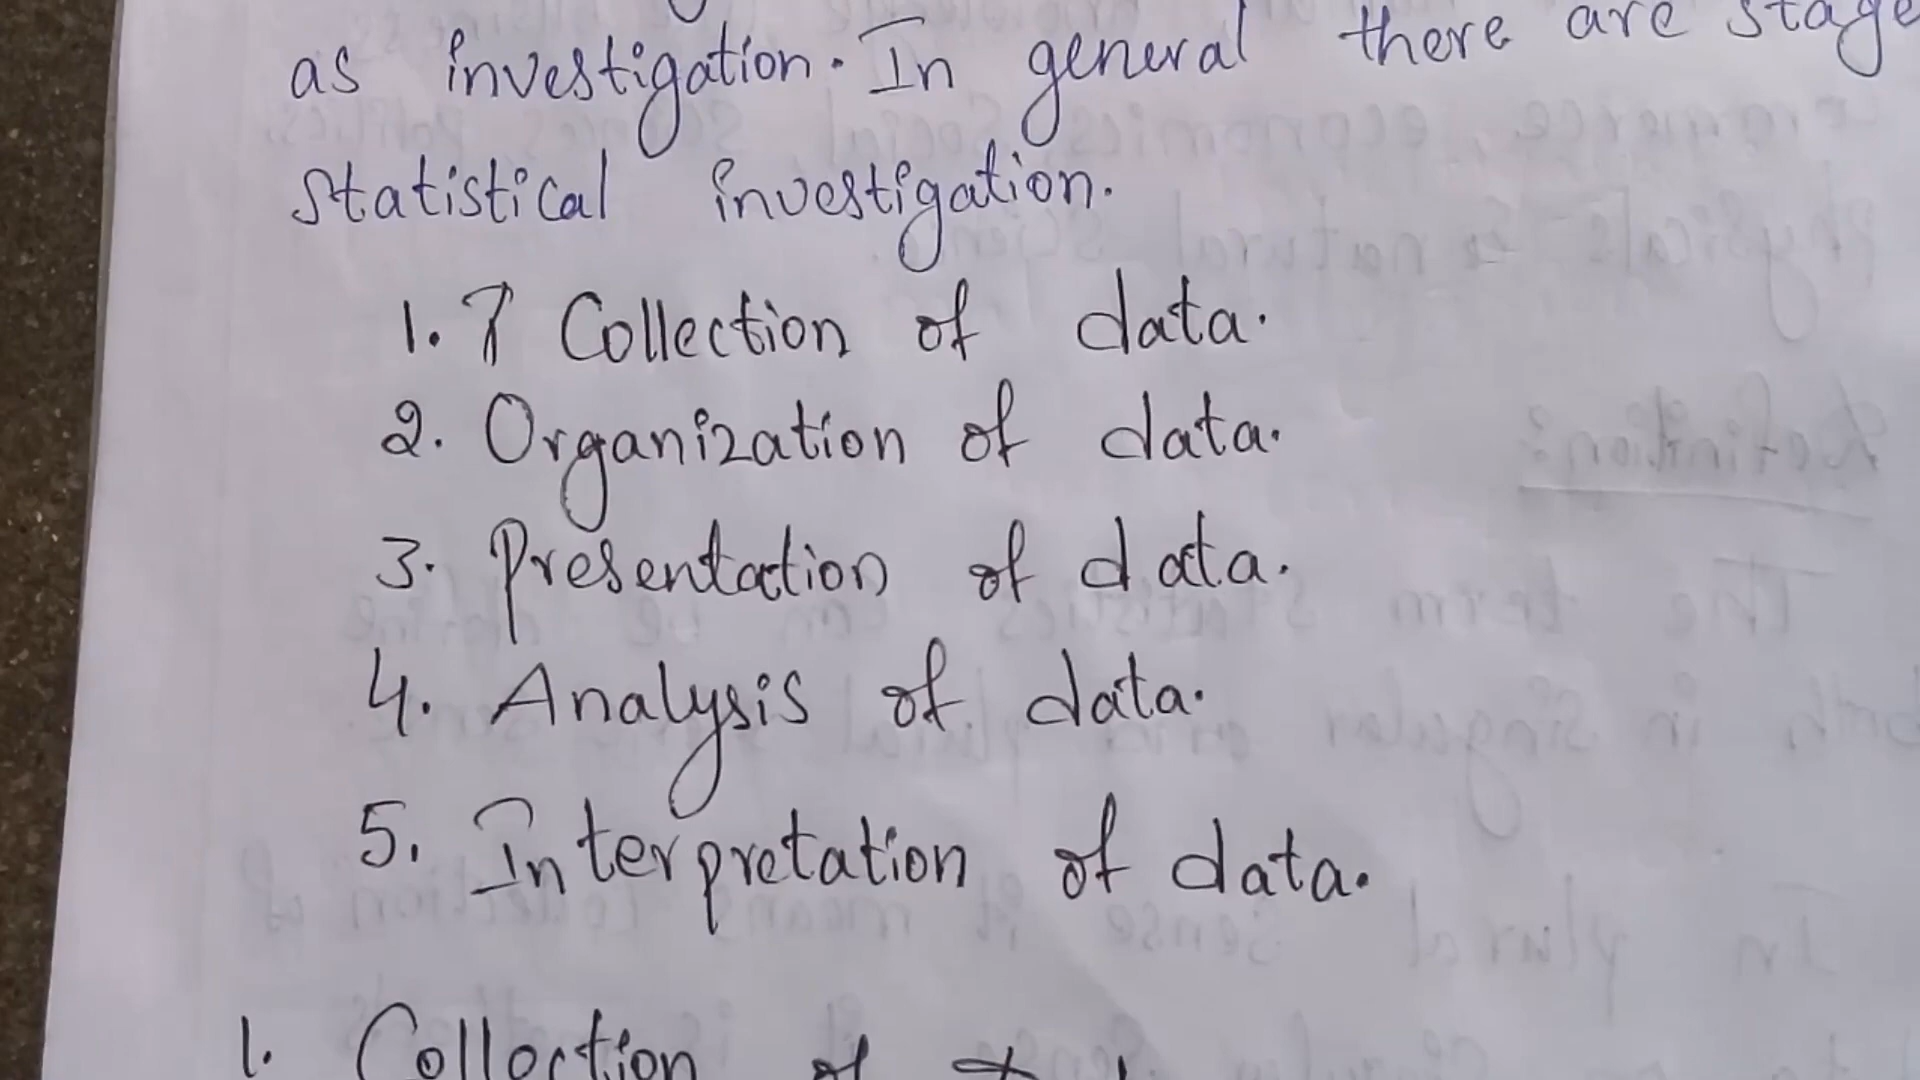 as investigation. In general there are stage
Statistical investigation.
1. Collection of data.
2. Organization of data.
3. Presentation of data.
4. Analysis of data.
5. Interpretation of data.
1. Collection of